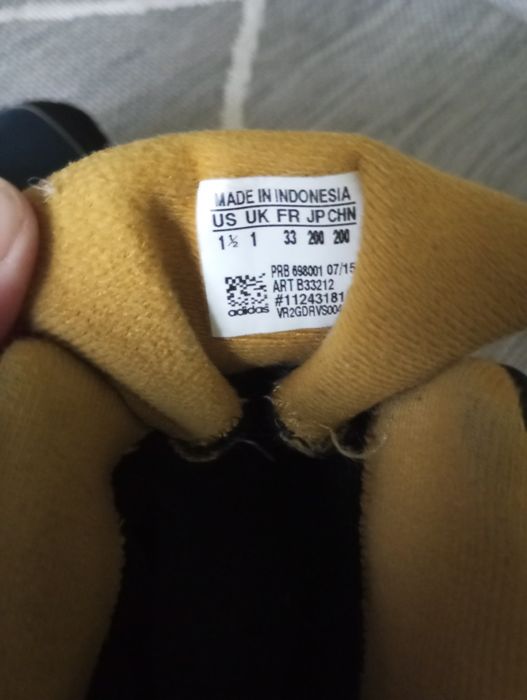 MADE IN INDONESIA
US UK FR JP CHN
1½ 1 33 200 200
PRB 698001 07/15
ART B33212
#11243181
adidas VR2GDRVS004